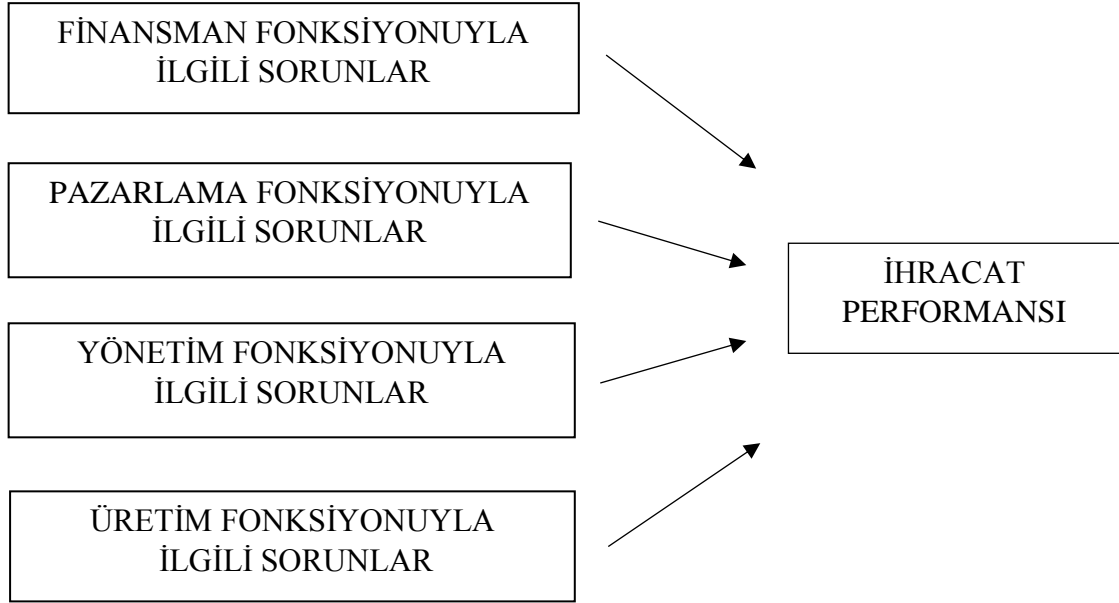 FİNANSMAN FONKSİYONUYLA
İLGİLİ SORUNLAR
PAZARLAMA FONKSİYONUYLA
İLGİLİ SORUNLAR
YÖNETİM FONKSİYONUYLA
İLGİLİ SORUNLAR
ÜRETİM FONKSİYONUYLA
İLGİLİ SORUNLAR
İHRACAT
PERFORMANSI